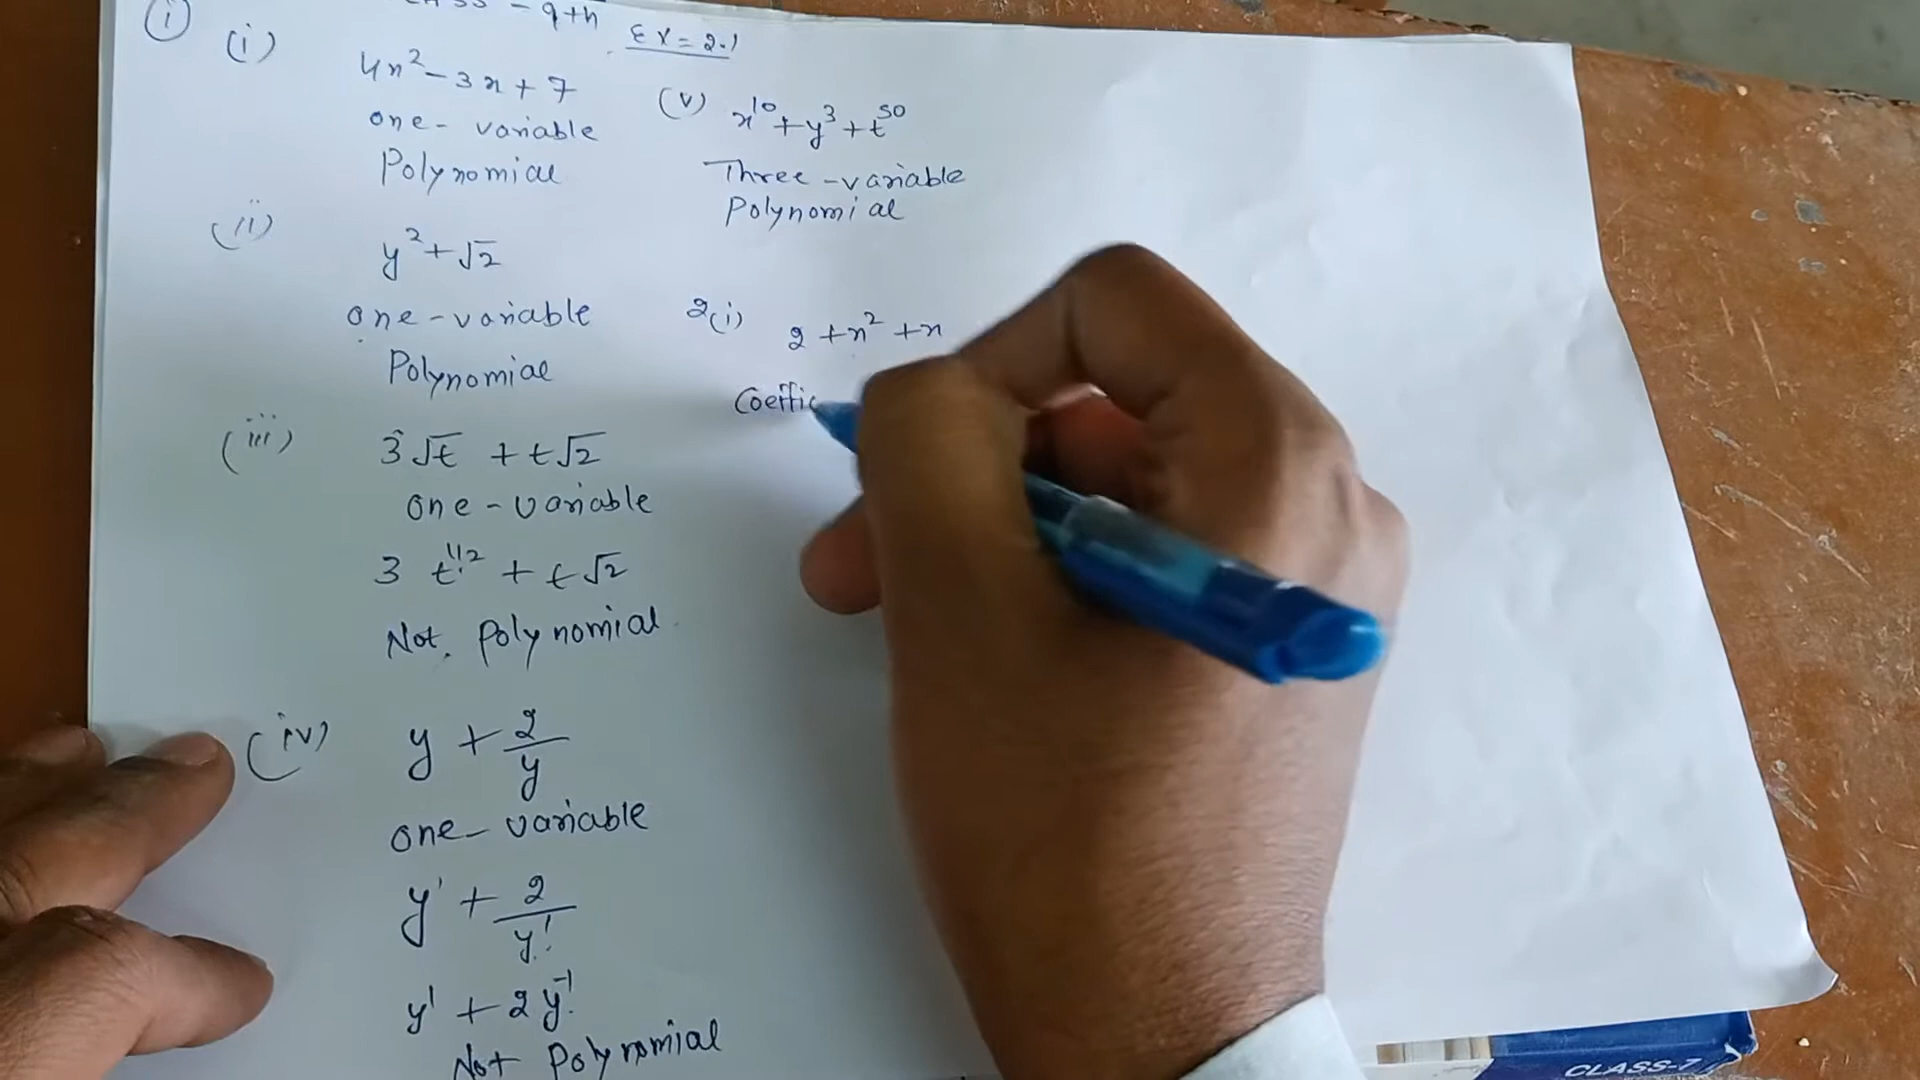 (i)
- 9th
EX = 2.1
(i)
4x² - 3x + 7
one - variable
Polynomial
(ii)
y² + √2
one - variable
Polynomial
(iii)
3√t + t√2
one - variable
3 t^1/2 + t√2
Not Polynomial
(iv)
y + 2/y
one - variable
y¹ + 2/y¹
y¹ + 2y⁻¹
Not Polynomial
(v) x¹⁰ + y³ + t⁵⁰
Three - variable
Polynomial
2(i) 2 + x² + x
Coeffic
CLASS-7